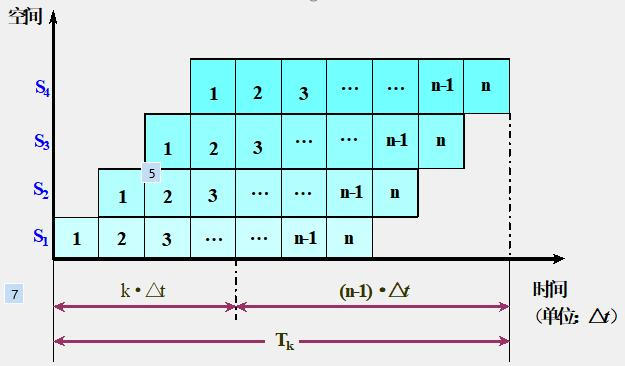 空间
S4 1 2 3 … … n-1 n
S3 1 2 3 … … n-1 n
5
S2 1 2 3 … … n-1 n
S1 1 2 3 … … n-1 n
7
k·△t (n-1)·△t 时间
(单位：△t)
Tk